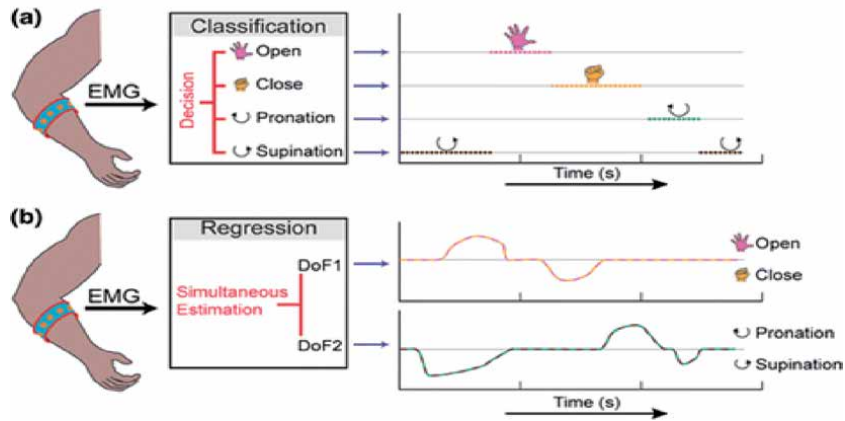 (a)
EMG
Classification
Decision
Open
Close
Pronation
Supination
Time (s)
(b)
EMG
Regression
DoF1
Simultaneous
Estimation
DoF2
Open
Close
Pronation
Supination
Time (s)